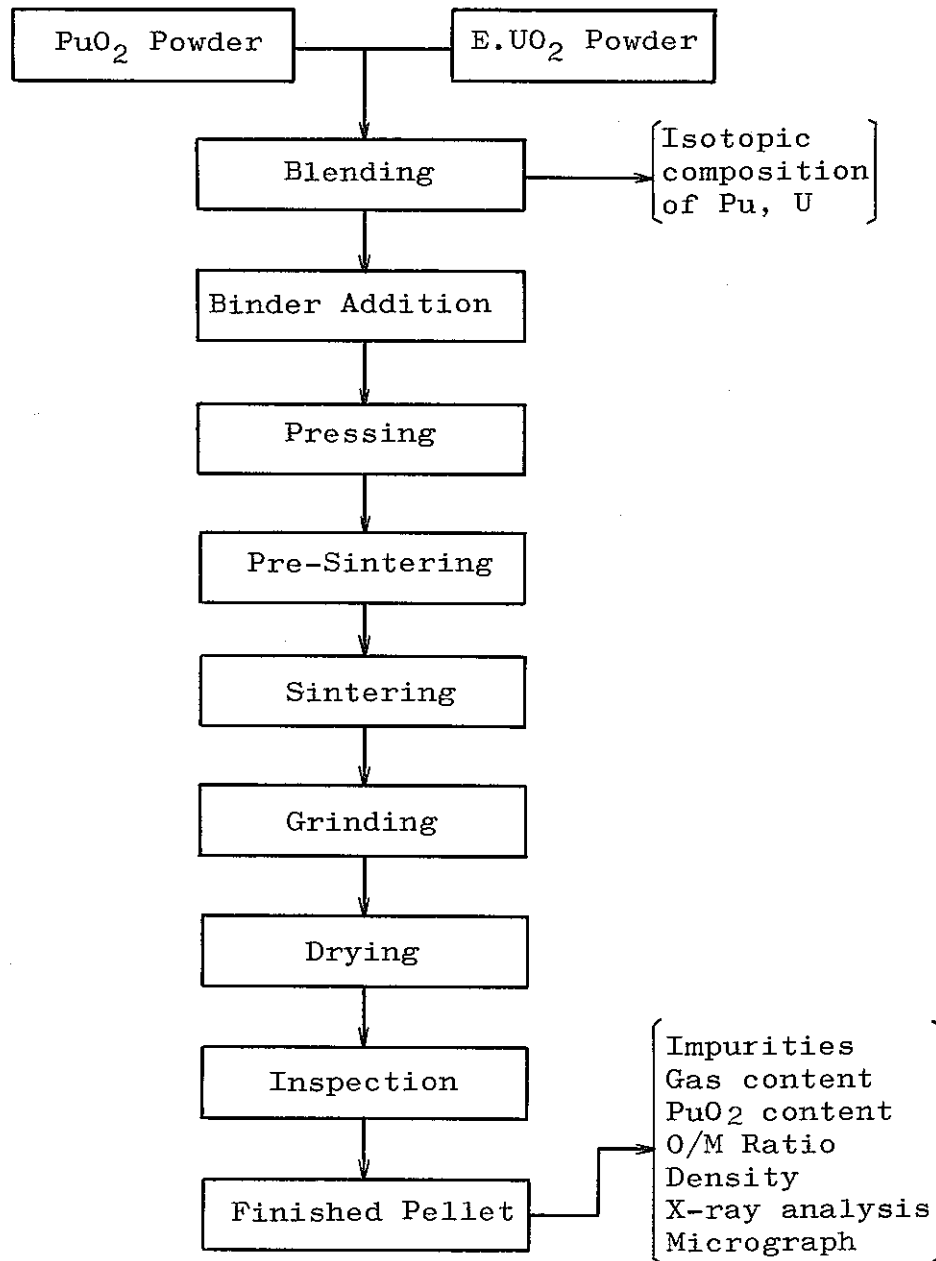 PuO₂ Powder
E.UO₂ Powder
Blending
Isotopic
composition
of Pu, U
Binder Addition
Pressing
Pre-Sintering
Sintering
Grinding
Drying
Inspection
Finished Pellet
Impurities
Gas content
PuO₂ content
O/M Ratio
Density
X-ray analysis
Micrograph